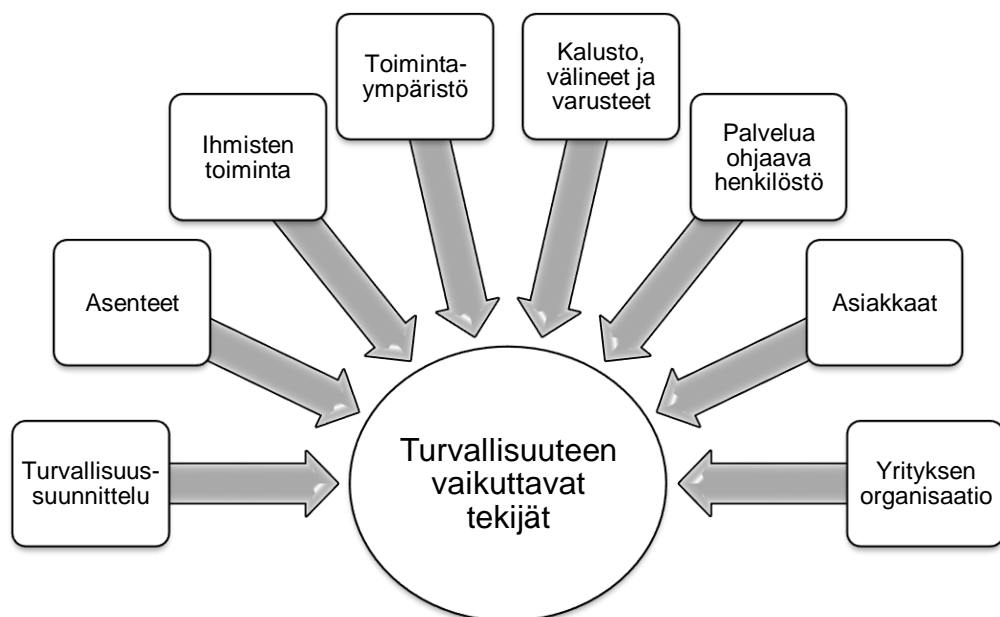 Toiminta-
ympäristö
Kalusto,
välineet ja
varusteet
Ihmisten
toiminta
Palvelua
ohjaava
henkilöstö
Asenteet
Asiakkaat
Turvallisuus-
suunnittelu
Turvallisuuteen
vaikuttavat
tekijät
Yrityksen
organisaatio